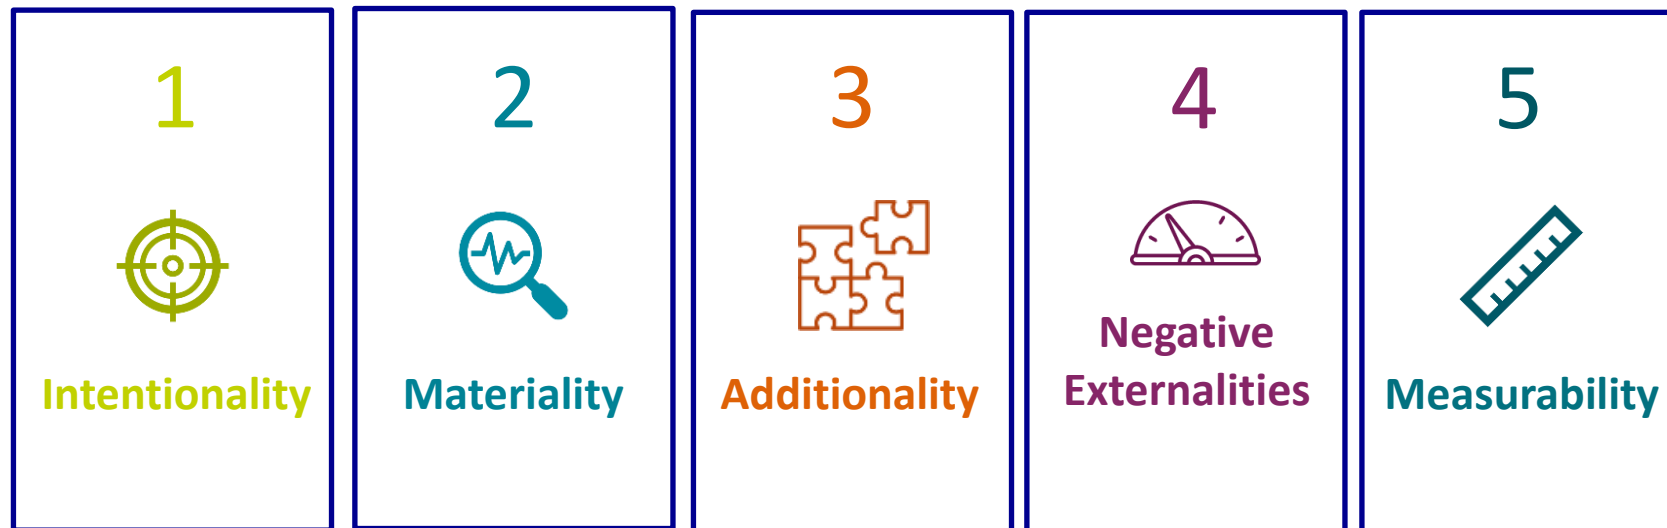 1
Intentionality
2
Materiality
3
Additionality
4
Negative
Externalities
5
Measurability